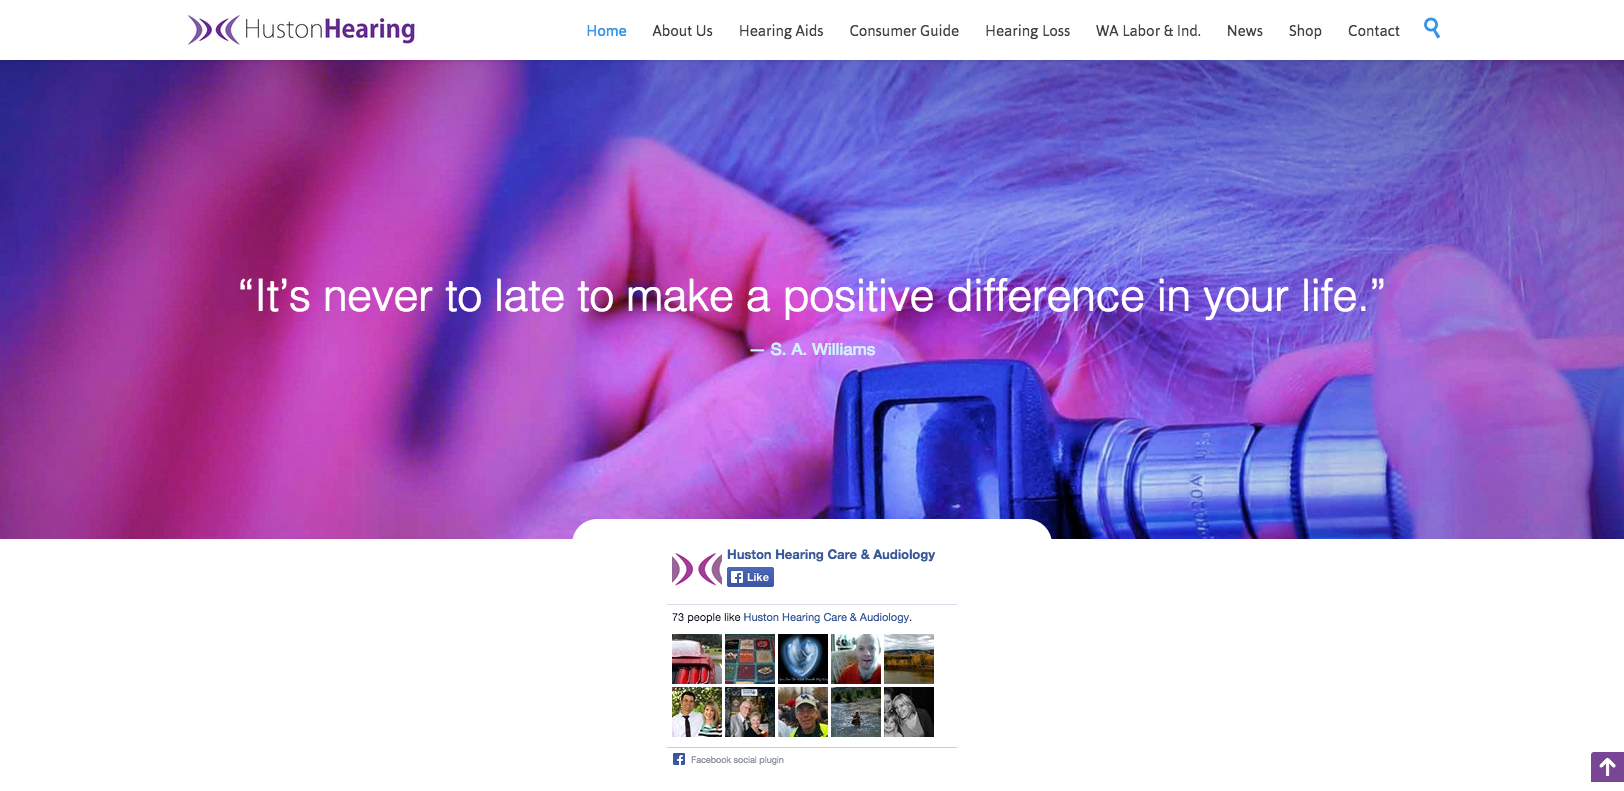 HustonHearing
Home About Us Hearing Aids Consumer Guide Hearing Loss WA Labor & Ind. News Shop Contact
“It’s never to late to make a positive difference in your life.”
— S. A. Williams
Huston Hearing Care & Audiology
Like
73 people like Huston Hearing Care & Audiology.
Facebook social plugin